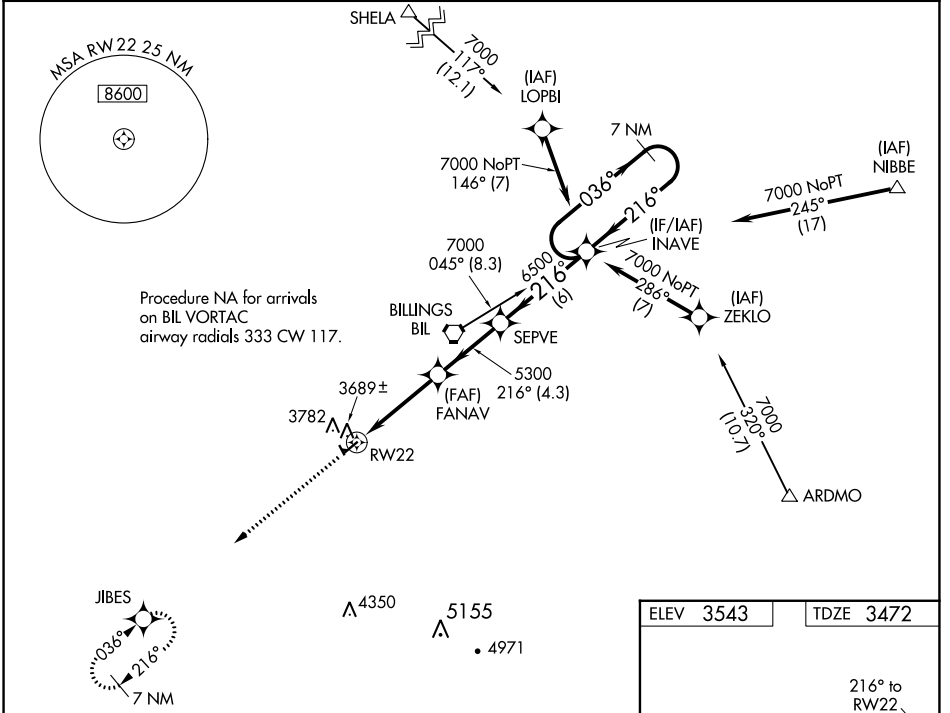 SHELA
7000
117°
(12.1)
MSA RW22 25 NM
8600
(IAF)
LOPBI
7 NM
7000 NoPT
146° (7)
036°
216°
(IAF)
NIBBE
7000 NoPT
245°
(17)
(IF/IAF)
INAVE
7000
045° (8.3)
6500
216°
(6)
7000 NoPT
286°
(7)
(IAF)
ZEKLO
Procedure NA for arrivals
on BIL VORTAC
airway radials 333 CW 117.
BILLINGS
BIL
SEPVE
5300
216° (4.3)
(FAF)
FANAV
3689±
3782
RW22
7000
320°
(10.7)
ARDMO
JIBES
036°
216°
7 NM
4350
5155
4971
ELEV 3543
TDZE 3472
216° to
RW22